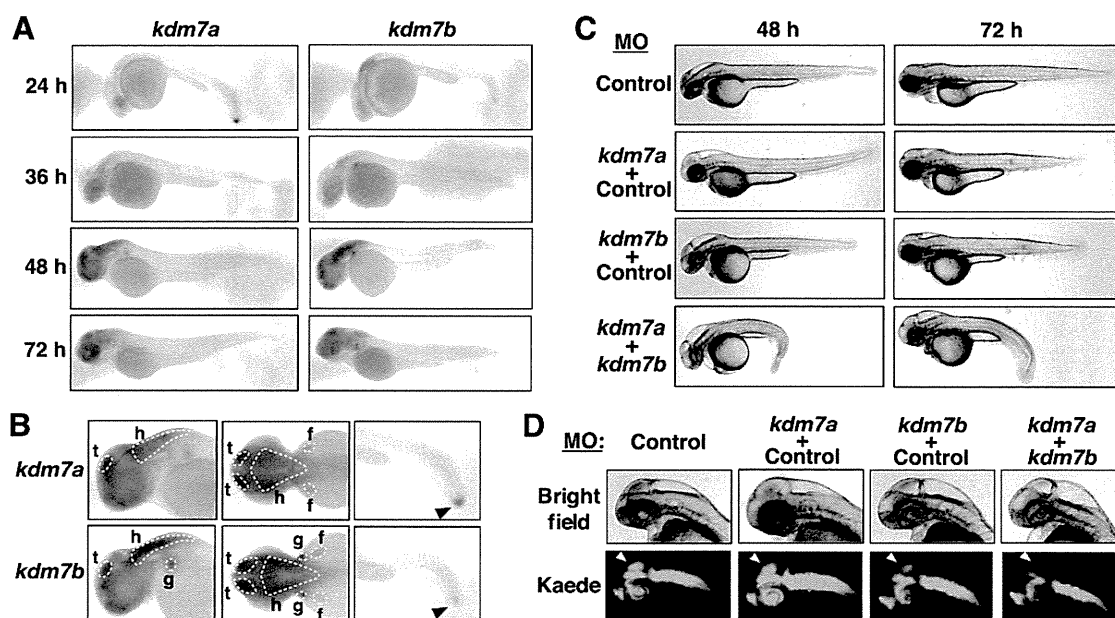 A
kdm7a kdm7b
24 h
36 h
48 h
72 h
B
kdm7a
t h
t t h f f
kdm7b
t h g
t t h g g f f
C
MO 48 h 72 h
Control
kdm7a
+
Control
kdm7b
+
Control
kdm7a
+
kdm7b
D
MO: Control
kdm7a
+
Control
kdm7b
+
Control
kdm7a
+
kdm7b
Bright
field
Kaede